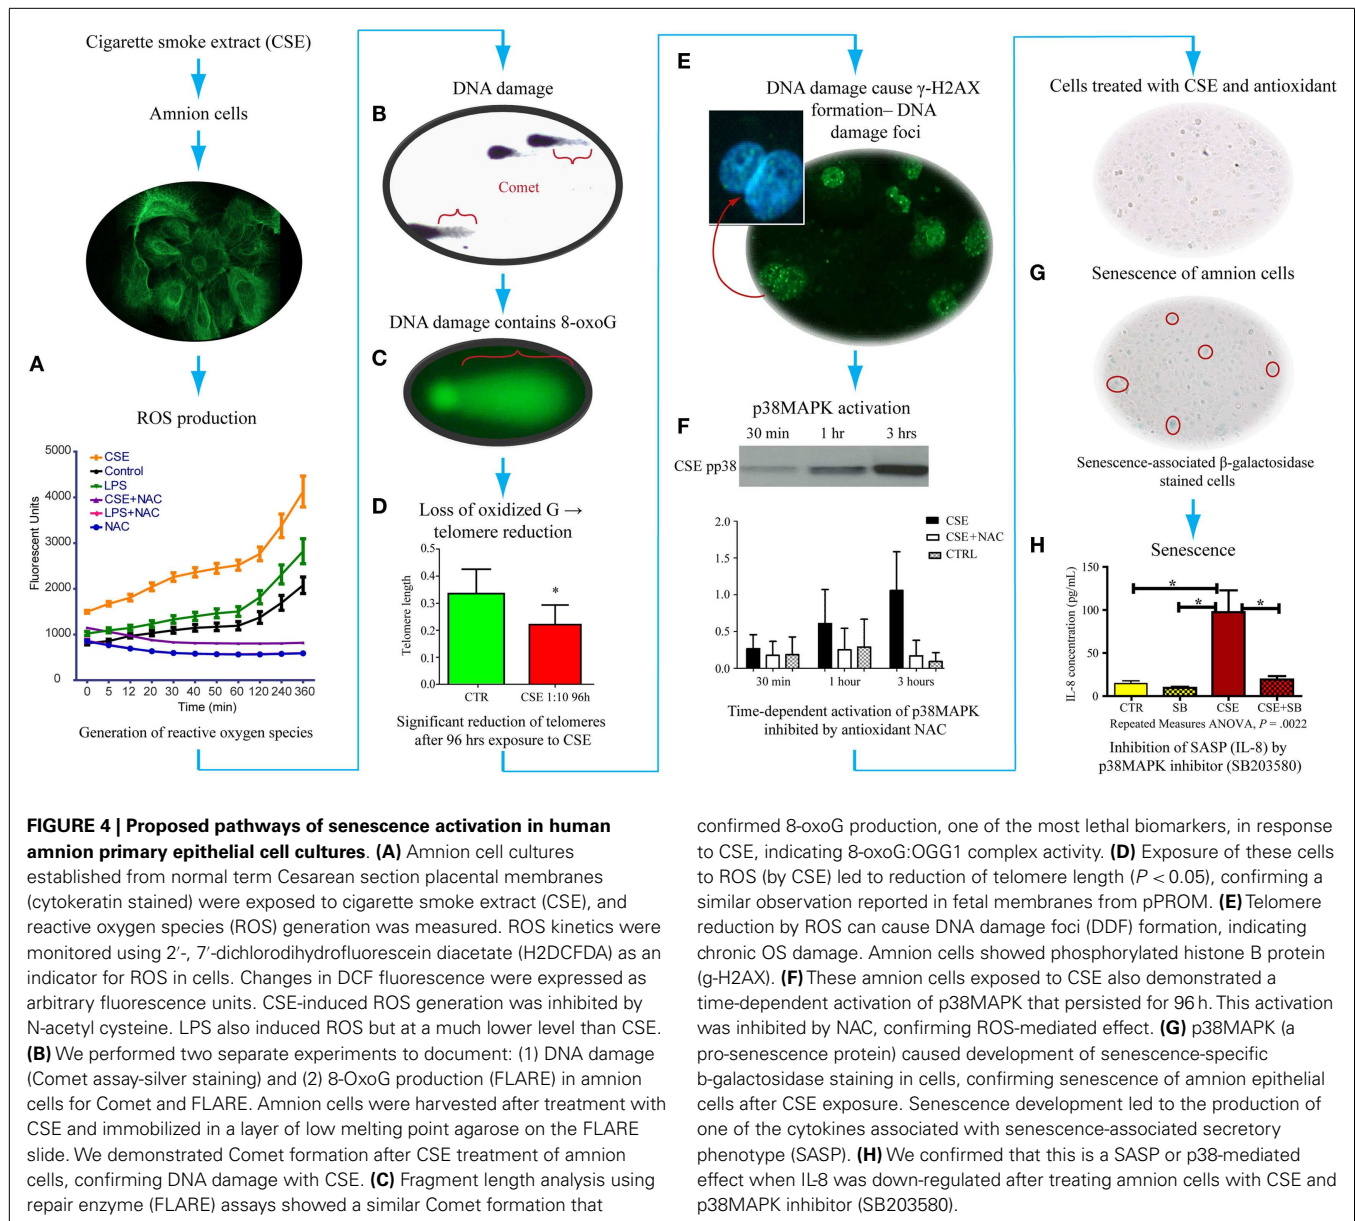 Cigarette smoke extract (CSE)
Amnion cells
A
ROS production
5000
4000
3000
2000
1000
0
Fluorescent Units
CSE
Control
LPS
CSE+NAC
LPS+NAC
NAC
0 5 12 20 30 40 50 60 120 240 360
Time (min)
Generation of reactive oxygen species
DNA damage
B
Comet
DNA damage contains 8-oxoG
C
D
Loss of oxidized G →
telomere reduction
0.5
0.4
0.3
0.2
0.1
0.0
Telomere length
*
CTR CSE 1:10 96h
Significant reduction of telomeres
after 96 hrs exposure to CSE
E
DNA damage cause γ-H2AX
formation– DNA
damage foci
p38MAPK activation
F
30 min 1 hr 3 hrs
CSE pp38
2.0
1.5
1.0
0.5
0.0
CSE
CSE+NAC
CTRL
30 min 1 hour 3 hours
Time-dependent activation of p38MAPK
inhibited by antioxidant NAC
Cells treated with CSE and antioxidant
G
Senescence of amnion cells
Senescence-associated β-galactosidase
stained cells
H
Senescence
150
100
50
0
IL-8 concentration (pg/mL)
*
* *
CTR SB CSE CSE+SB
Repeated Measures ANOVA, P = .0022
Inhibition of SASP (IL-8) by
p38MAPK inhibitor (SB203580)
FIGURE 4 | Proposed pathways of senescence activation in human
amnion primary epithelial cell cultures. (A) Amnion cell cultures
established from normal term Cesarean section placental membranes
(cytokeratin stained) were exposed to cigarette smoke extract (CSE), and
reactive oxygen species (ROS) generation was measured. ROS kinetics were
monitored using 2′-, 7′-dichlorodihydrofluorescein diacetate (H2DCFDA) as an
indicator for ROS in cells. Changes in DCF fluorescence were expressed as
arbitrary fluorescence units. CSE-induced ROS generation was inhibited by
N-acetyl cysteine. LPS also induced ROS but at a much lower level than CSE.
(B) We performed two separate experiments to document: (1) DNA damage
(Comet assay-silver staining) and (2) 8-OxoG production (FLARE) in amnion
cells for Comet and FLARE. Amnion cells were harvested after treatment with
CSE and immobilized in a layer of low melting point agarose on the FLARE
slide. We demonstrated Comet formation after CSE treatment of amnion
cells, confirming DNA damage with CSE. (C) Fragment length analysis using
repair enzyme (FLARE) assays showed a similar Comet formation that
confirmed 8-oxoG production, one of the most lethal biomarkers, in response
to CSE, indicating 8-oxoG:OGG1 complex activity. (D) Exposure of these cells
to ROS (by CSE) led to reduction of telomere length (P < 0.05), confirming a
similar observation reported in fetal membranes from pPROM. (E) Telomere
reduction by ROS can cause DNA damage foci (DDF) formation, indicating
chronic OS damage. Amnion cells showed phosphorylated histone B protein
(g-H2AX). (F) These amnion cells exposed to CSE also demonstrated a
time-dependent activation of p38MAPK that persisted for 96 h. This activation
was inhibited by NAC, confirming ROS-mediated effect. (G) p38MAPK (a
pro-senescence protein) caused development of senescence-specific
b-galactosidase staining in cells, confirming senescence of amnion epithelial
cells after CSE exposure. Senescence development led to the production of
one of the cytokines associated with senescence-associated secretory
phenotype (SASP). (H) We confirmed that this is a SASP or p38-mediated
effect when IL-8 was down-regulated after treating amnion cells with CSE and
p38MAPK inhibitor (SB203580).